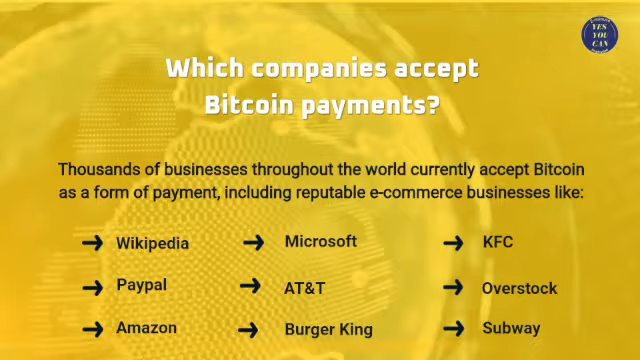 YES
YOU
CAN
Which companies accept
Bitcoin payments?
Thousands of businesses throughout the world currently accept Bitcoin
as a form of payment, including reputable e-commerce businesses like:
Wikipedia
Microsoft
KFC
Paypal
AT&T
Overstock
Amazon
Burger King
Subway